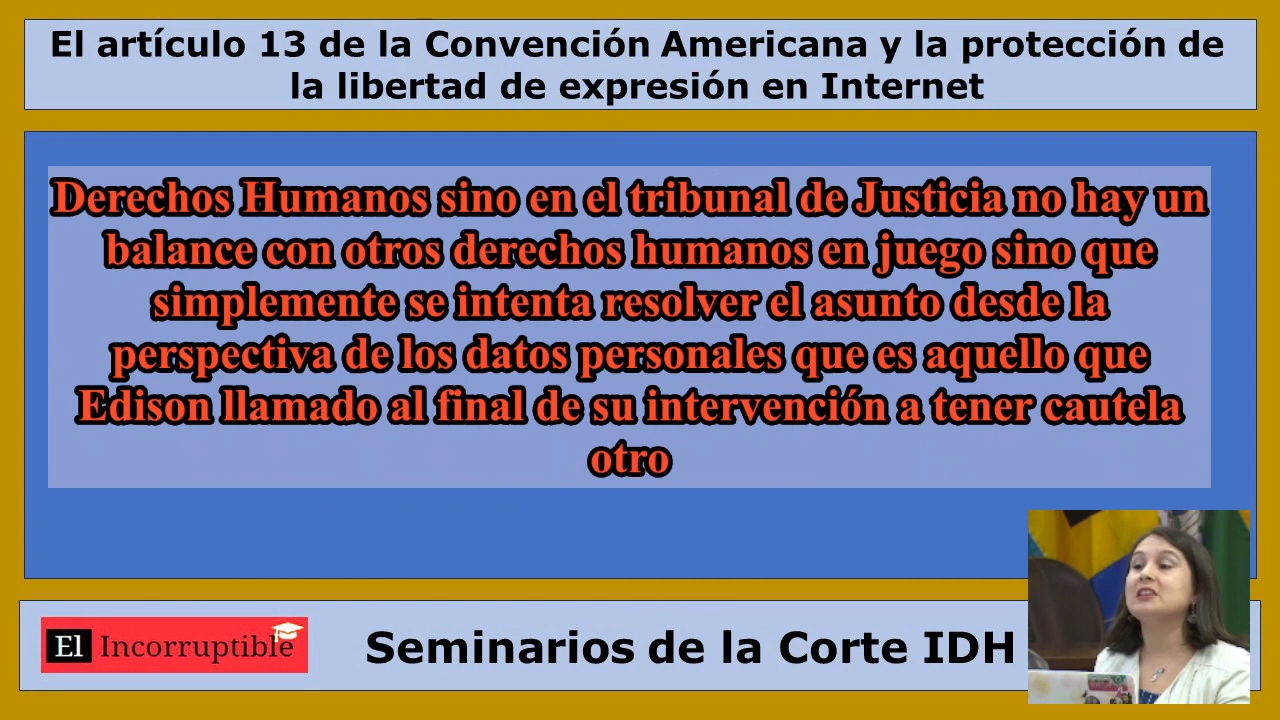 El artículo 13 de la Convención Americana y la protección de
la libertad de expresión en Internet
Derechos Humanos sino en el tribunal de Justicia no hay un
balance con otros derechos humanos en juego sino que
simplemente se intenta resolver el asunto desde la
perspectiva de los datos personales que es aquello que
Edison llamado al final de su intervención a tener cautela
otro
El Incorruptible
Seminarios de la Corte IDH